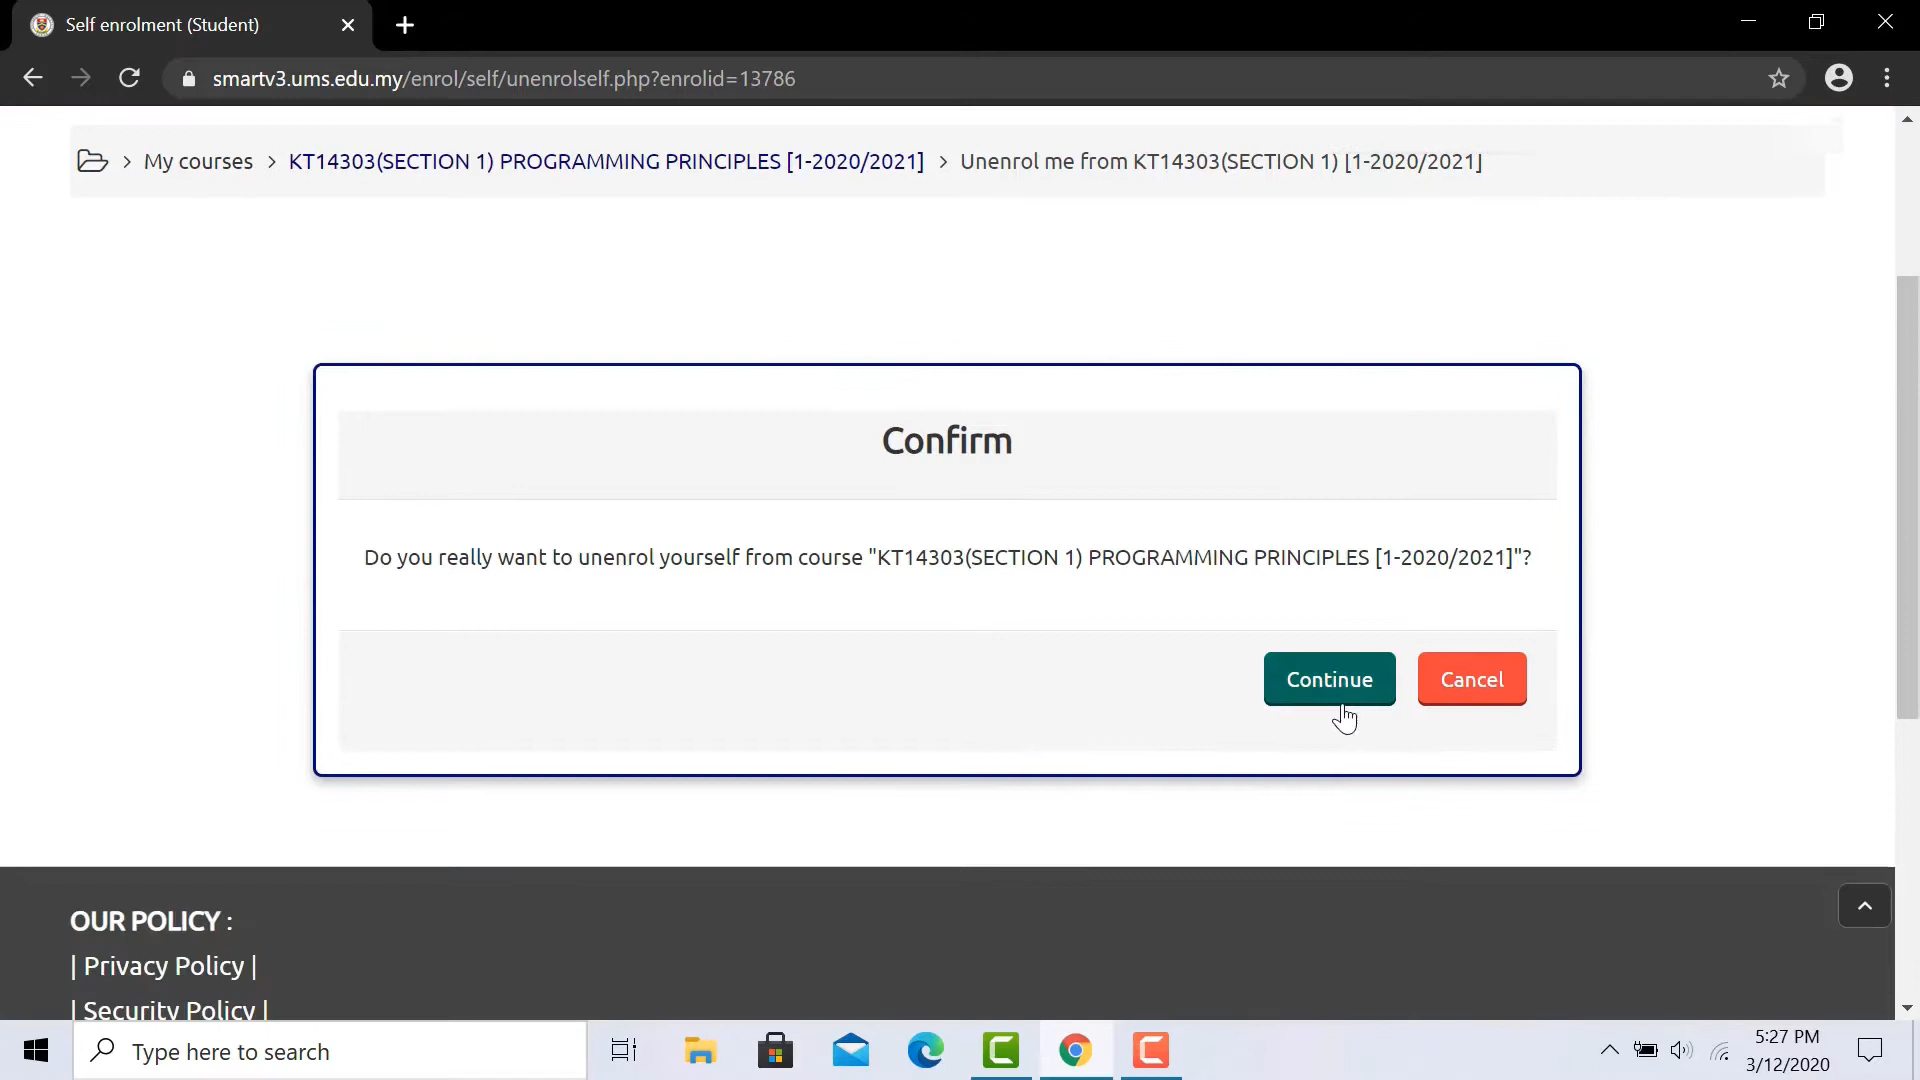 Self enrolment (Student)
smartv3.ums.edu.my/enrol/self/unenrolself.php?enrolid=13786
> My courses > KT14303(SECTION 1) PROGRAMMING PRINCIPLES [1-2020/2021] > Unenrol me from KT14303(SECTION 1) [1-2020/2021]
Confirm
Do you really want to unenrol yourself from course "KT14303(SECTION 1) PROGRAMMING PRINCIPLES [1-2020/2021]"?
Continue Cancel
OUR POLICY :
| Privacy Policy |
| Security Policy |
Type here to search
5:27 PM
3/12/2020